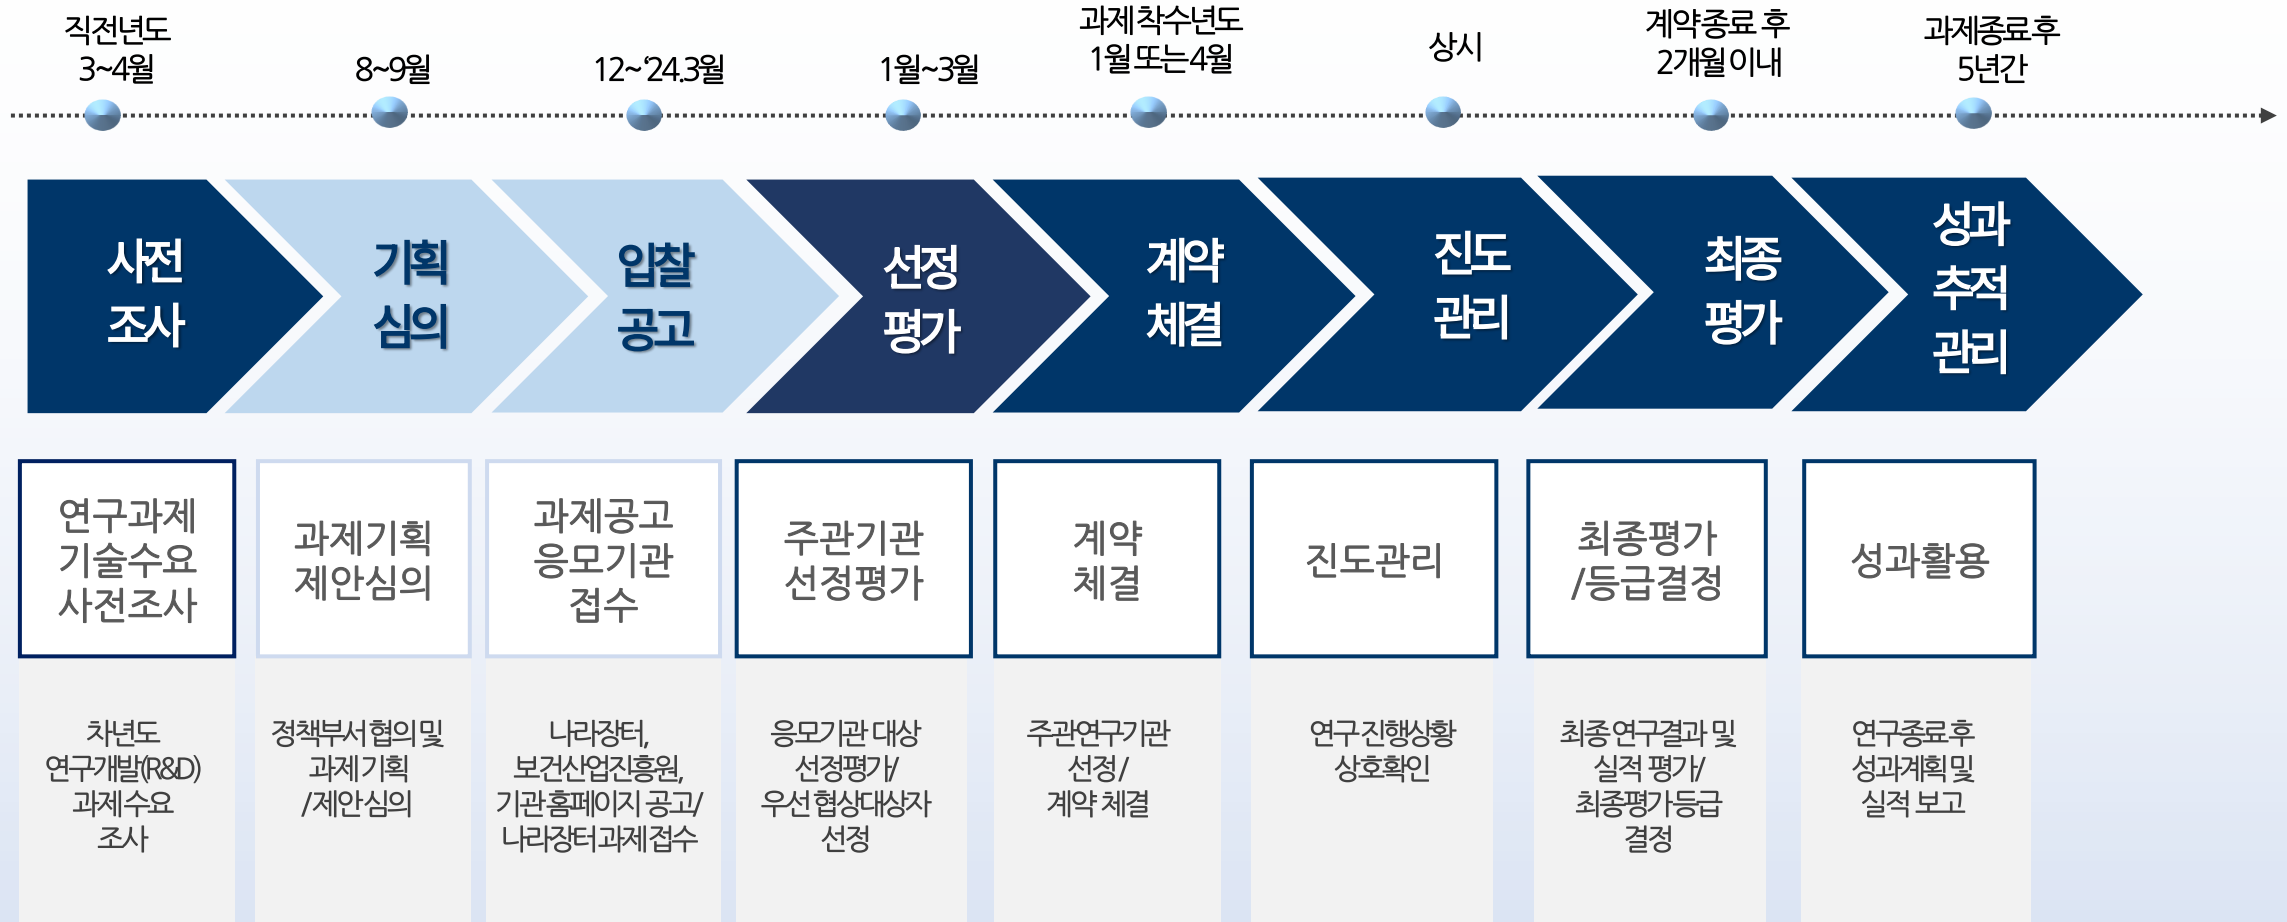 직전년도
3~4월
8~9월
12~‘24.3월
1월~3월
과제 착수년도
1월 또는 4월
상시
계약종료 후
2개월 이내
과제종료 후
5년간
사전
조사
기획
심의
입찰
공고
선정
평가
계약
체결
진도
관리
최종
평가
성과
추적
관리
연구과제
기술수요
사전조사
과제기획
제안심의
과제공고
응모기관
접수
주관기관
선정평가
계약
체결
진도관리
최종평가
/등급결정
성과활용
차년도
연구개발(R&D)
과제 수요
조사
정책부서 협의 및
과제 기획
/ 제안 심의
나라장터,
보건산업진흥원,
기관 홈페이지 공고/
나라장터 과제 접수
응모기관 대상
선정평가/
우선 협상대상자
선정
주관연구기관
선정 /
계약 체결
연구 진행상황
상호확인
최종 연구결과 및
실적 평가/
최종평가 등급
결정
연구종료 후
성과계획 및
실적 보고